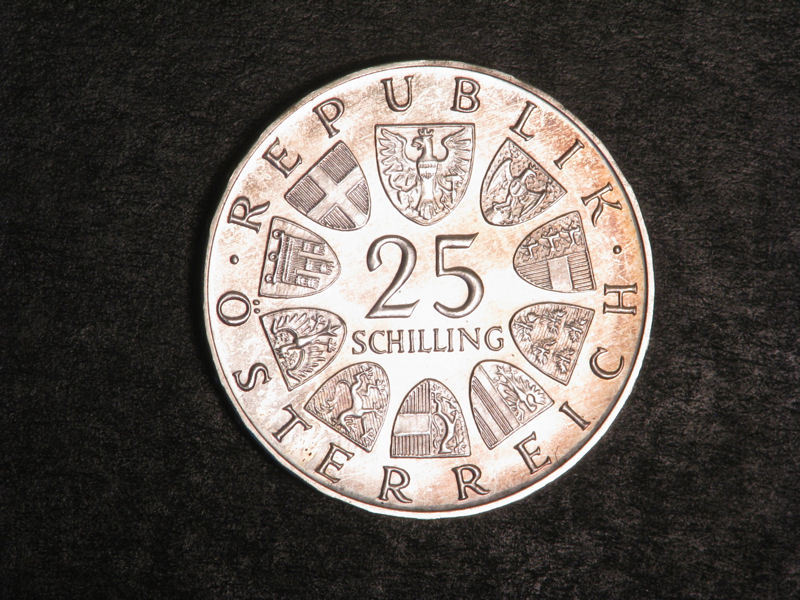 REPUBLIK · ÖSTERREICH ·
25
SCHILLING